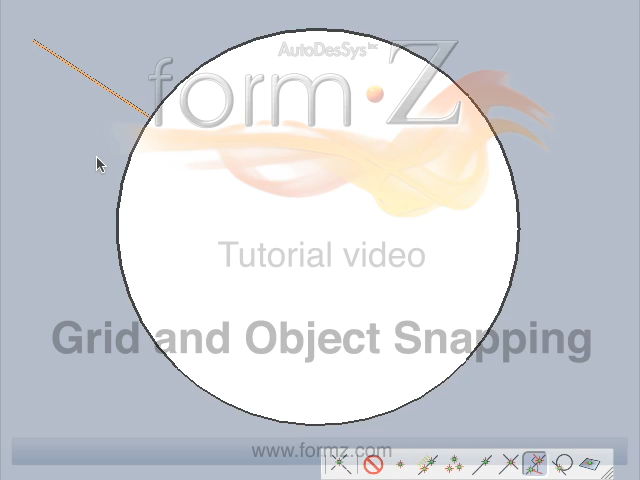 AutoDesSys Inc
form·Z
Tutorial video
Grid and Object Snapping
www.formz.com